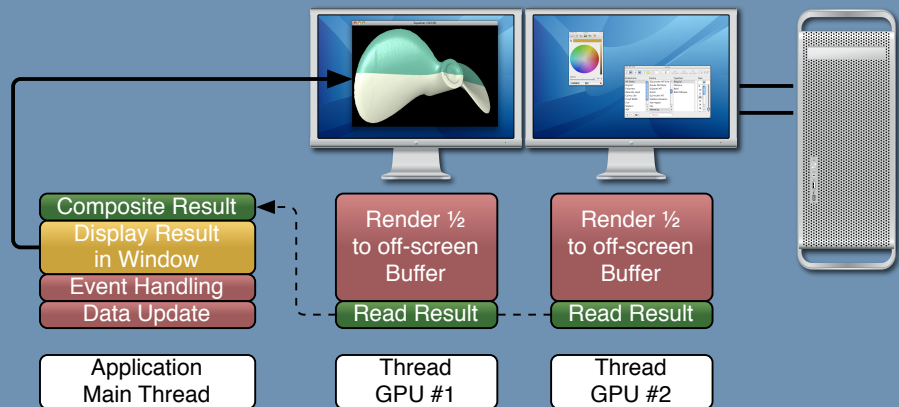 Composite Result
Display Result
in Window
Event Handling
Data Update
Application
Main Thread
Render ½
to off-screen
Buffer
Read Result
Thread
GPU #1
Render ½
to off-screen
Buffer
Read Result
Thread
GPU #2